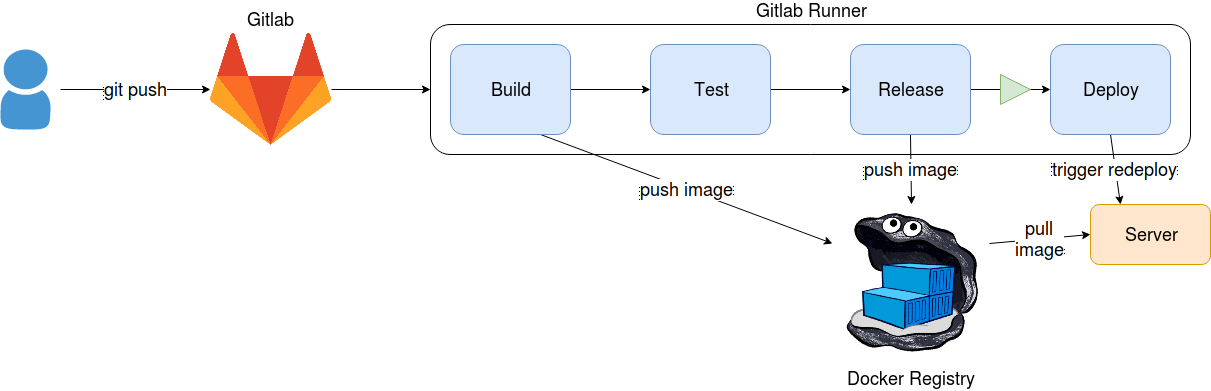 Gitlab Runner
Gitlab
git push
Build
Test
Release
Deploy
push image
push image
trigger redeploy
pull
image
Server
Docker Registry